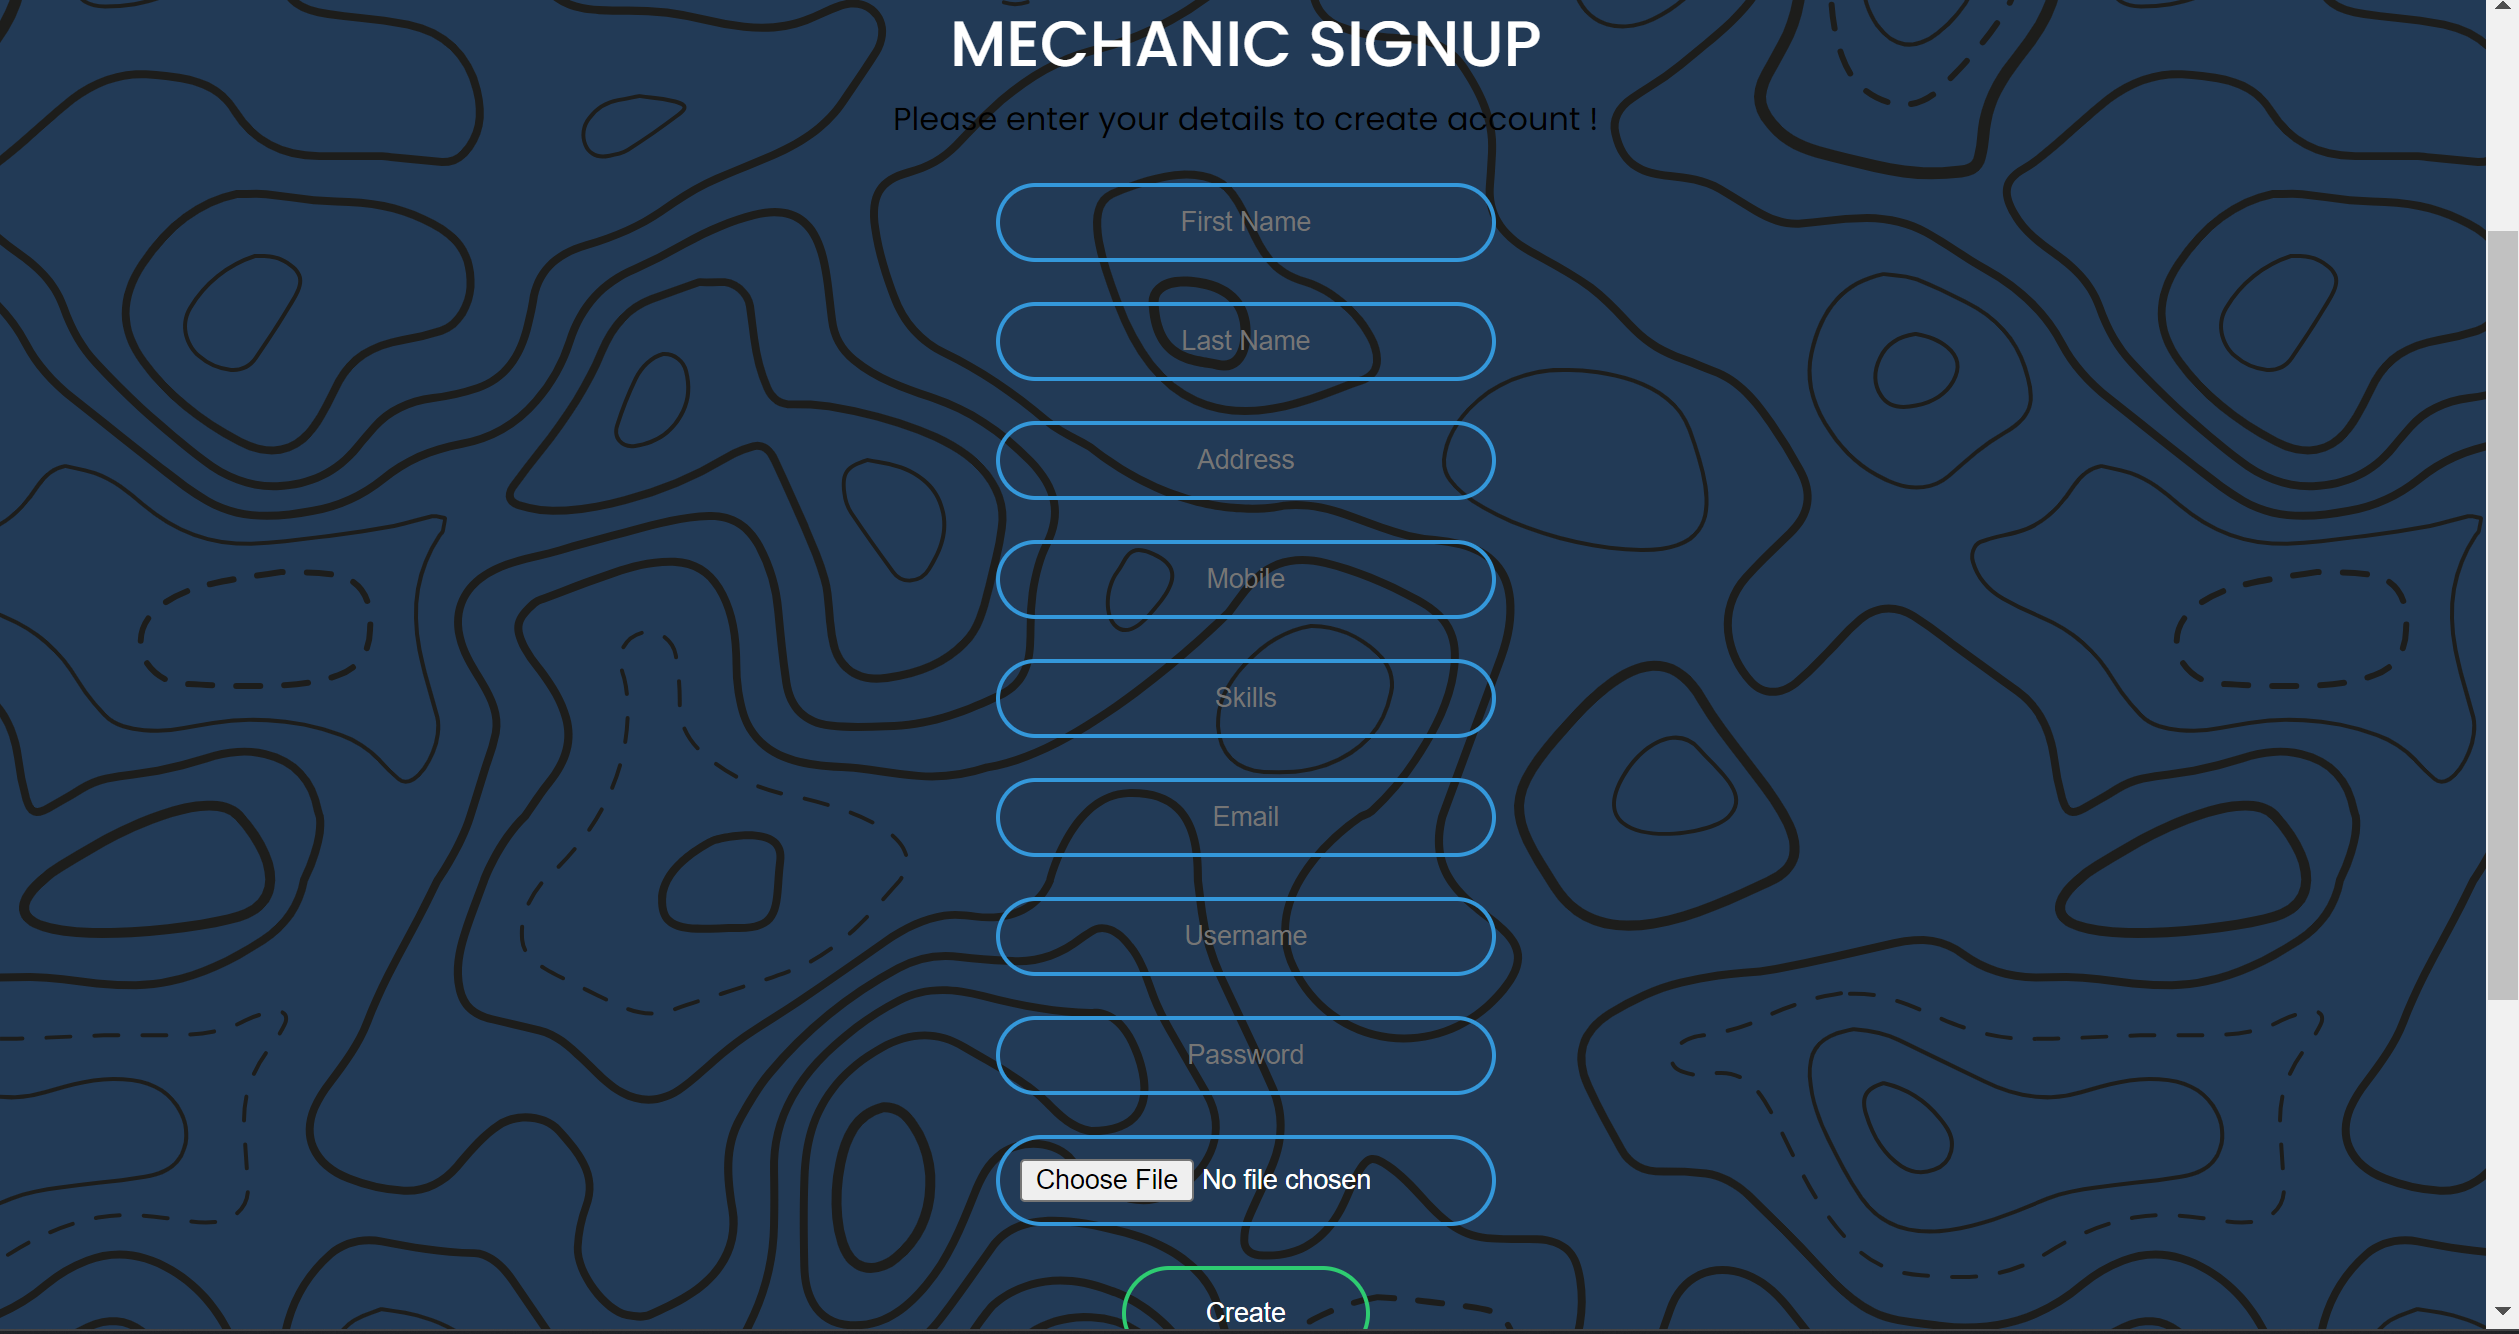 MECHANIC SIGNUP
Please enter your details to create account !
First Name
Last Name
Address
Mobile
Skills
Email
Username
Password
Choose File No file chosen
Create